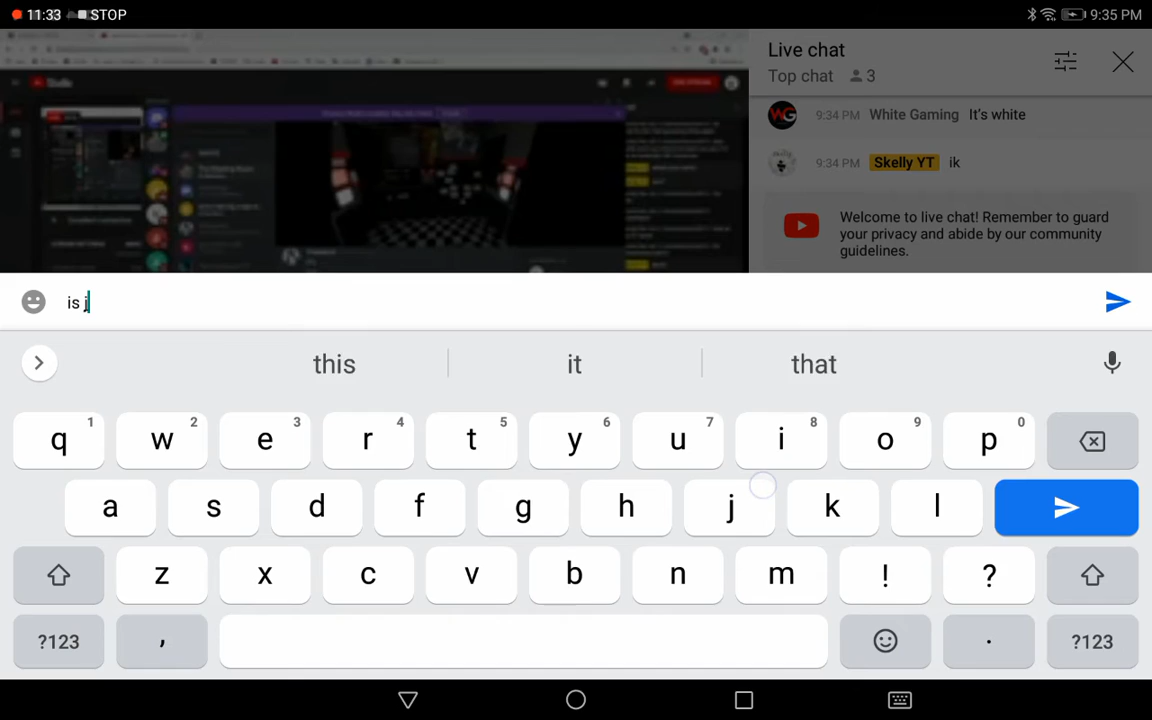 11:33 STOP
9:35 PM
Live chat
Top chat 3
9:34 PM White Gaming It's white
9:34 PM Skelly YT ik
Welcome to live chat! Remember to guard
your privacy and abide by our community
guidelines.
is j
this it that
q 1 w 2 e 3 r 4 t 5 y 6 u 7 i 8 o 9 p 0
a s d f g h j k l
z x c v b n m ! ?
?123 , . ?123